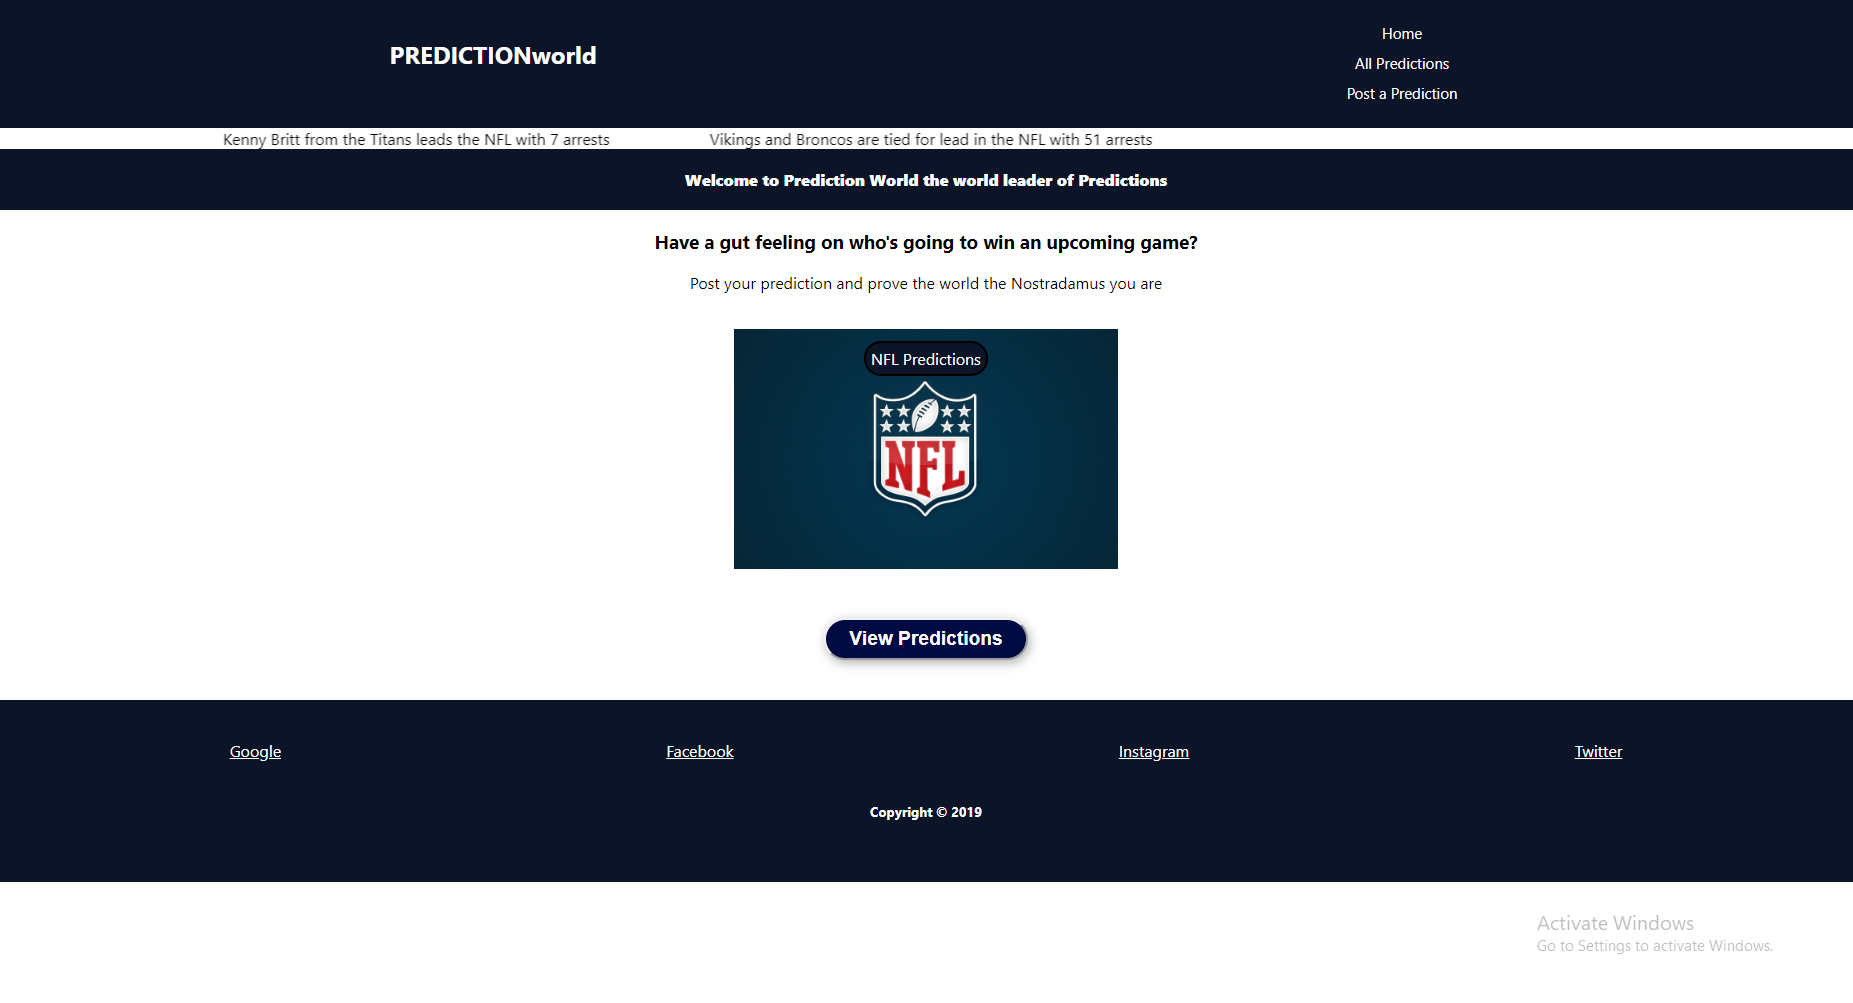 PREDICTIONworld
Home
All Predictions
Post a Prediction
Kenny Britt from the Titans leads the NFL with 7 arrests
Vikings and Broncos are tied for lead in the NFL with 51 arrests
Welcome to Prediction World the world leader of Predictions
Have a gut feeling on who's going to win an upcoming game?
Post your prediction and prove the world the Nostradamus you are
NFL Predictions
NFL
View Predictions
Google
Facebook
Instagram
Twitter
Copyright © 2019
Activate Windows
Go to Settings to activate Windows.